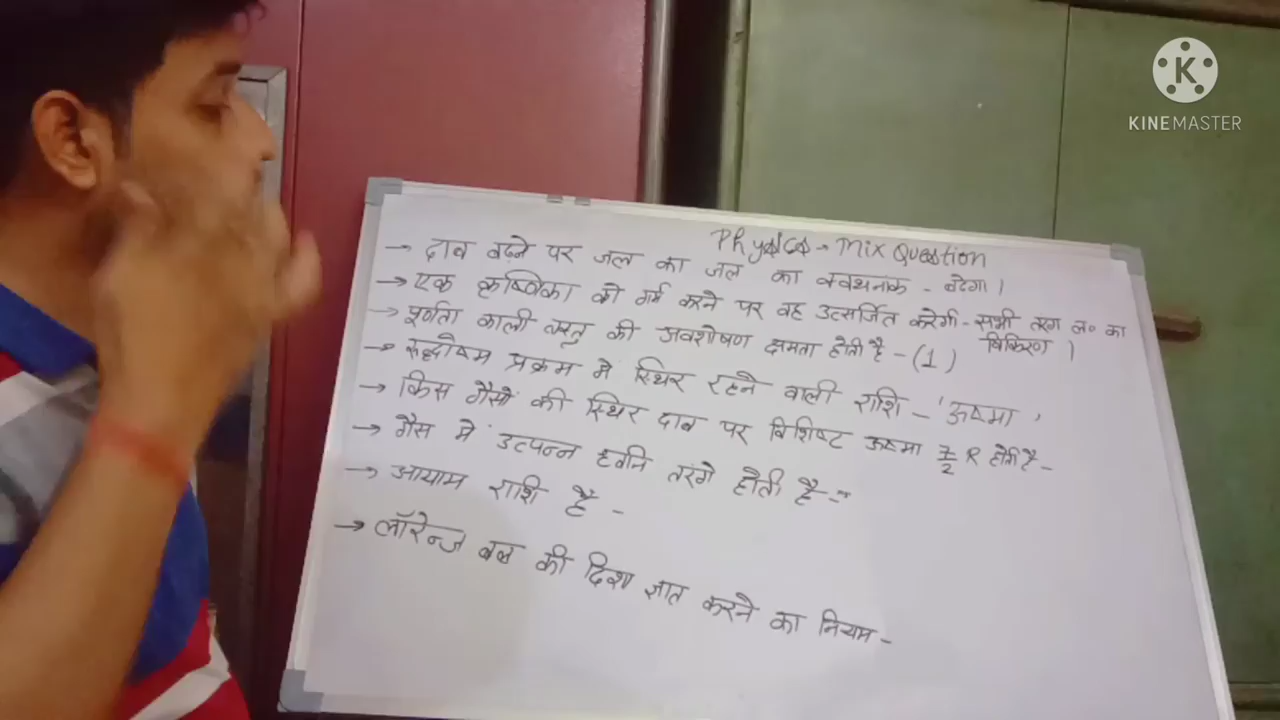 KINEMASTER
Physics - Mix Question
→ दाब बढ़ने पर जल का जल का क्वथनांक - बढेगा।
→ एक कृष्णिका को गर्म करने पर वह उत्सर्जित करेगी - सभी तरंग ल० का विकिरण।
→ पूर्णता काली वस्तु की अवशोषण क्षमता होती है - (1)
→ रुद्धोष्म प्रक्रम में स्थिर रहने वाली राशि - 'ऊष्मा'
→ किस गैसों की स्थिर दाब पर विशिष्ट ऊष्मा 7/2 R होती है -
→ गैस में उत्पन्न ध्वनि तरंगे होती है -
→ आयाम राशि है -
→ लॉरेन्ज बल की दिशा ज्ञात करने का नियम -